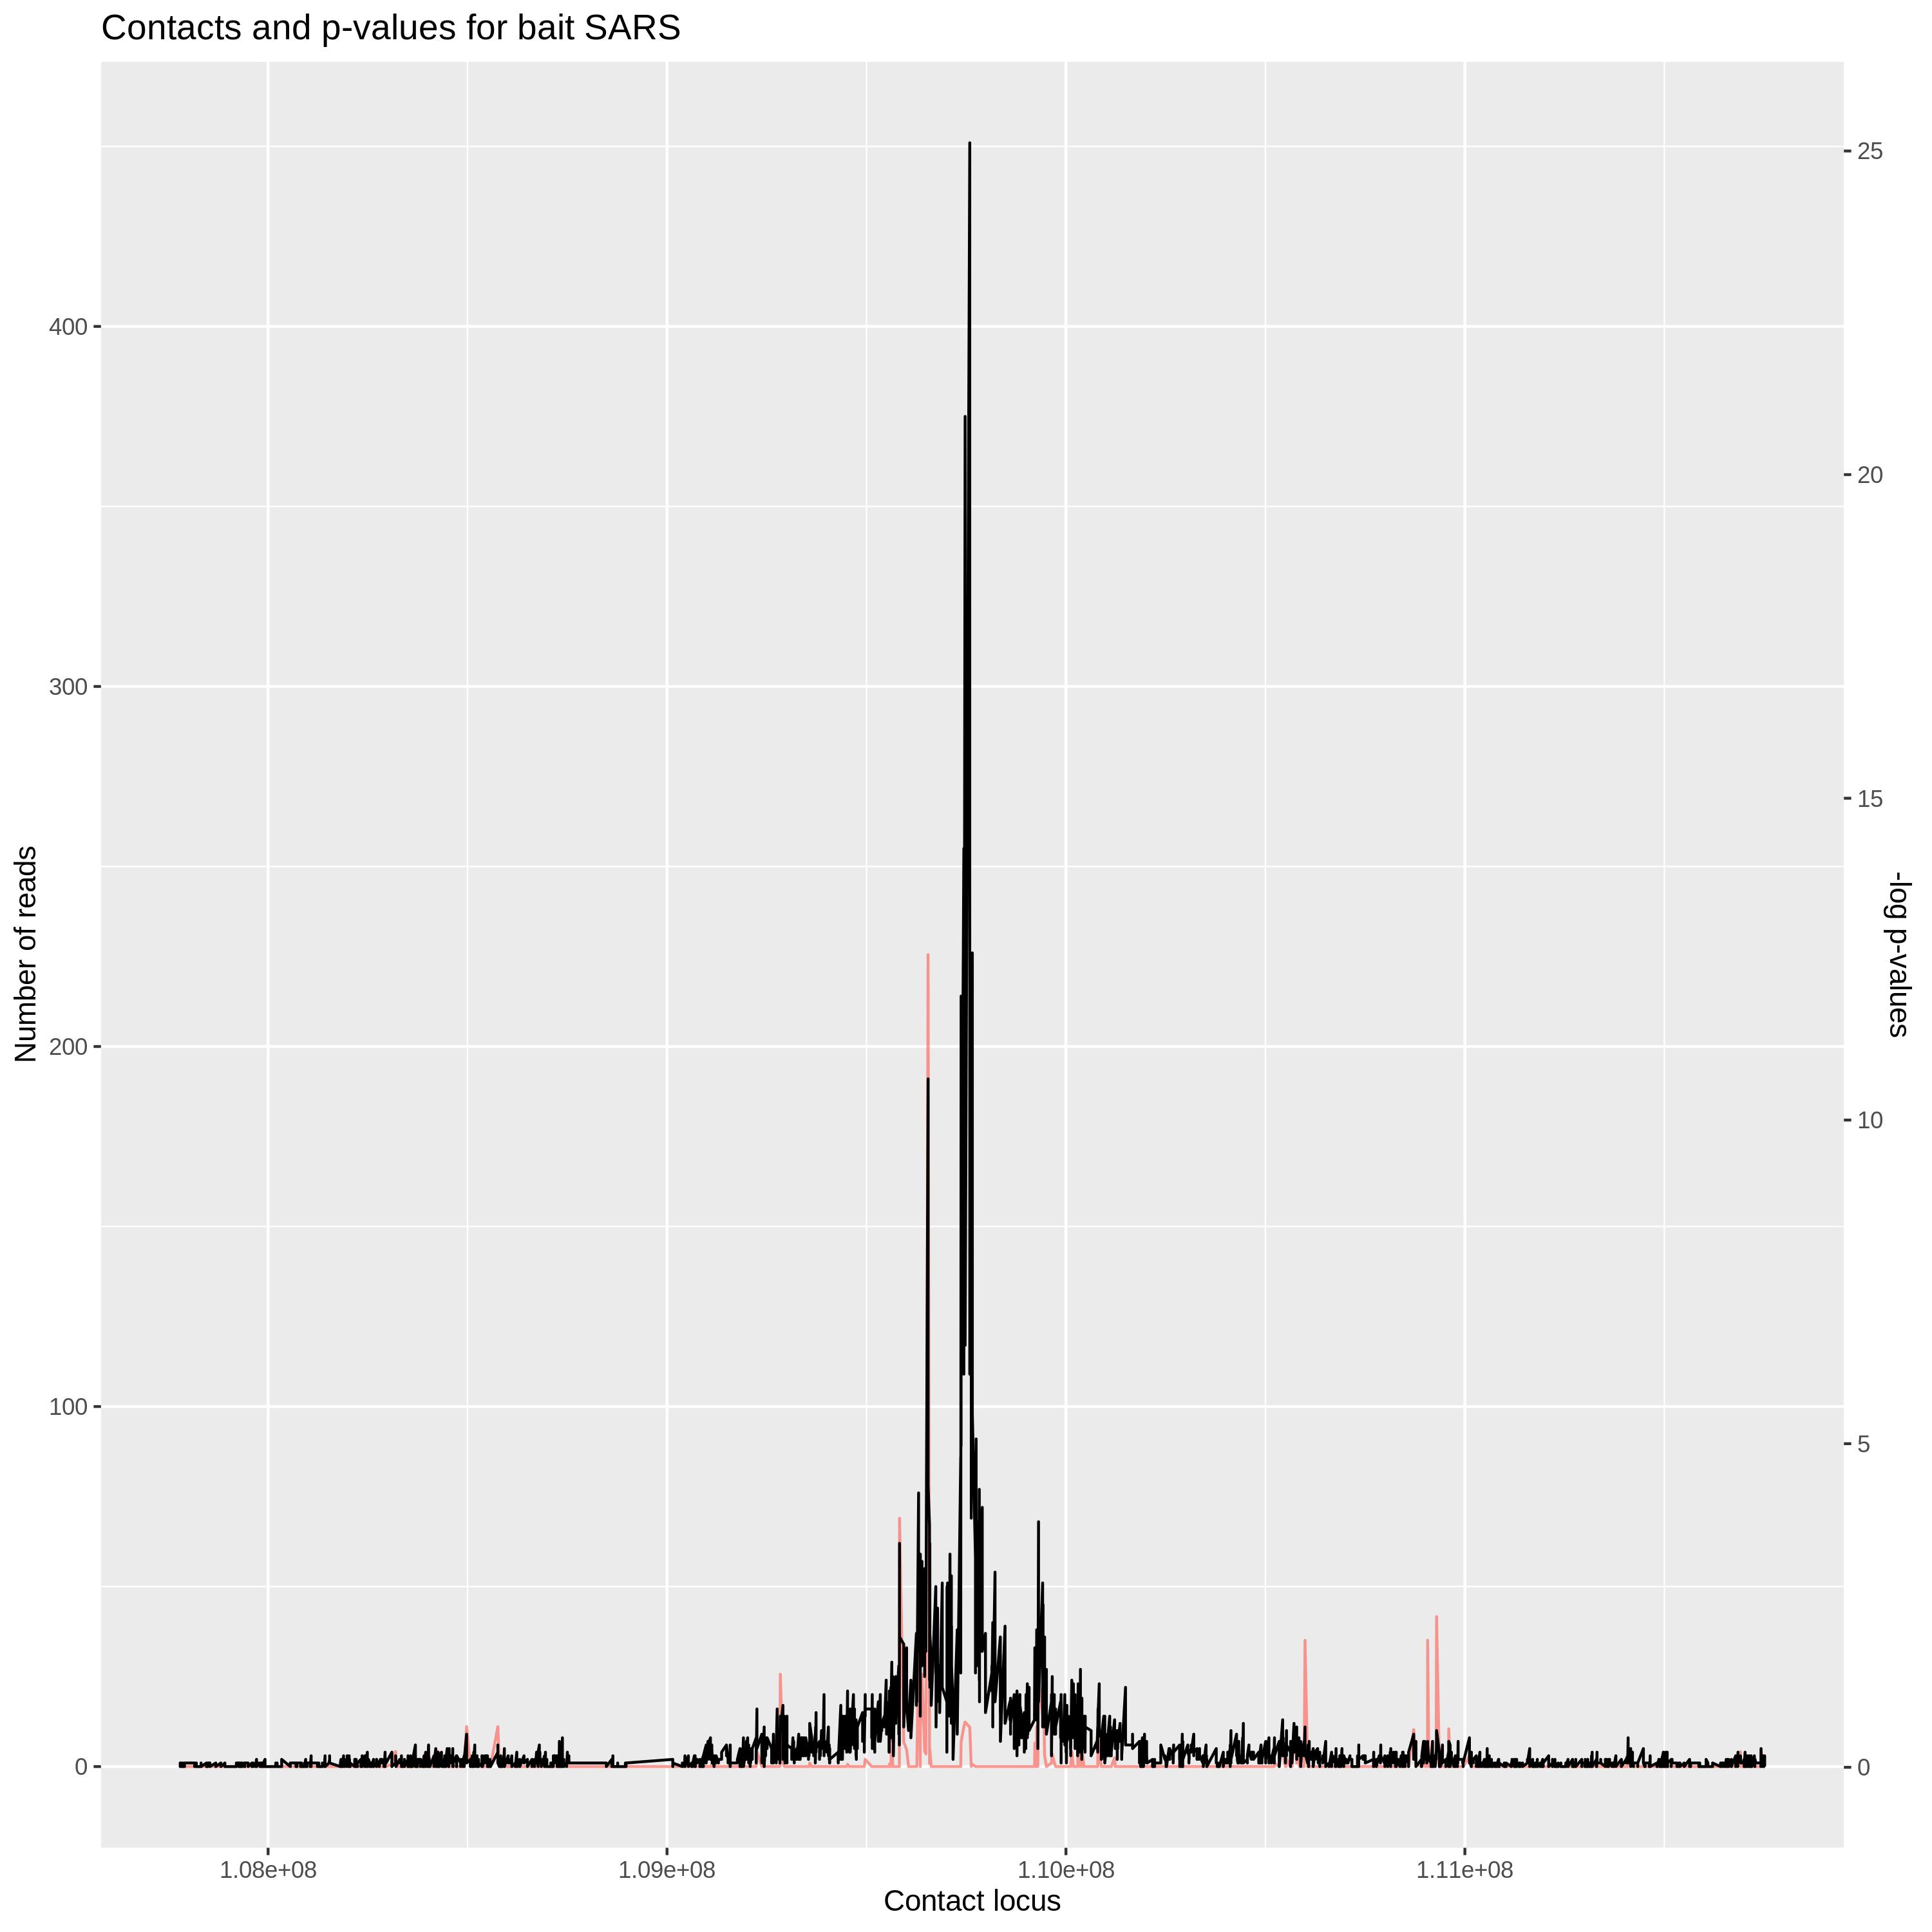 Contacts and p-values for bait SARS
Number of reads
400
300
200
100
0
25
20
15
10
5
0
-log p-values
1.08e+08 1.09e+08 1.10e+08 1.11e+08
Contact locus